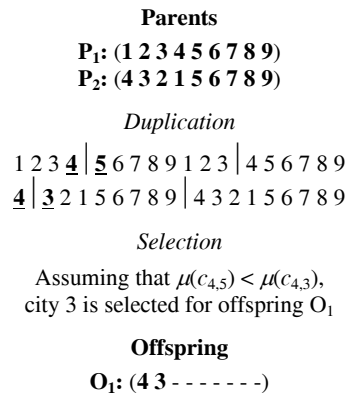 Parents
P1: (1 2 3 4 5 6 7 8 9)
P2: (4 3 2 1 5 6 7 8 9)
Duplication
1 2 3 4 | 5 6 7 8 9 1 2 3 | 4 5 6 7 8 9
4 | 3 2 1 5 6 7 8 9 | 4 3 2 1 5 6 7 8 9
Selection
Assuming that μ(c4,5) < μ(c4,3),
city 3 is selected for offspring O1
Offspring
O1: (4 3 - - - - - - -)